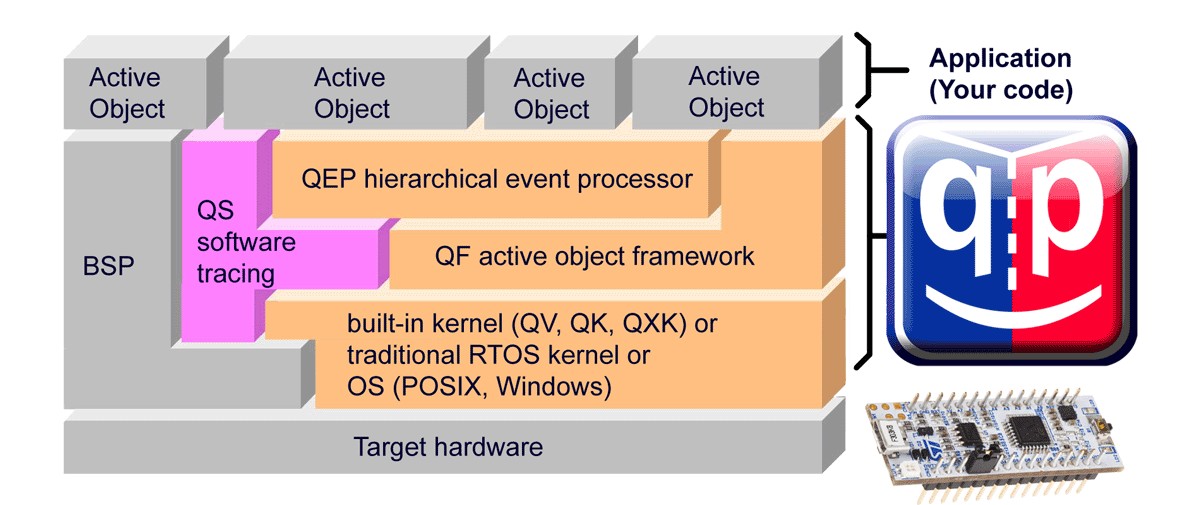 Active
Object
Active
Object
Active
Object
Active
Object
Application
(Your code)
QEP hierarchical event processor
QS
software
tracing
BSP
QF active object framework
built-in kernel (QV, QK, QXK) or
traditional RTOS kernel or
OS (POSIX, Windows)
Target hardware
qp